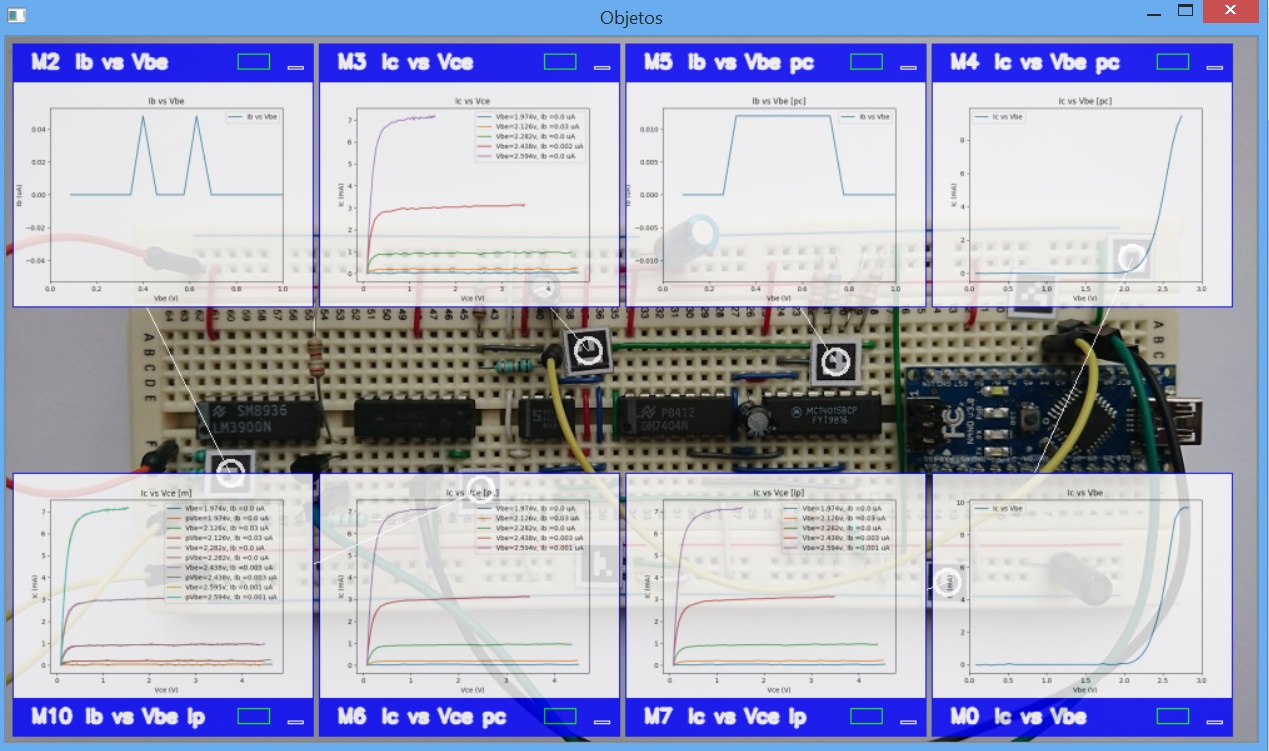 Objetos
M2 Ib vs Vbe
M3 Ic vs Vce
M5 Ib vs Vbe pc
M4 Ic vs Vbe pc
Ib vs Vbe
Ib vs Vbe
0.04
0.02
0.00
−0.02
−0.04
Ib (uA)
0.0 0.2 0.4 0.6 0.8 1.0
Vbe (V)
Ic vs Vce
Vbe=1.974v, Ib =0.0 uA
Vbe=2.126v, Ib =0.03 uA
Vbe=2.282v, Ib =0.0 uA
Vbe=2.438v, Ib =0.002 uA
Vbe=2.594v, Ib =0.0 uA
7
6
5
4
3
2
1
0
Ic (mA)
0 1 2 3 4
Vce (V)
Ib vs Vbe [pc]
Ib vs Vbe
0.010
0.005
0.000
−0.005
−0.010
0.0 0.2 0.4 0.6 0.8 1.0
Vbe (V)
Ic vs Vbe [pc]
Ic vs Vbe
8
6
4
2
0
Ic (mA)
0.0 0.5 1.0 1.5 2.0 2.5 3.0
Vbe (V)
A
B
C
D
E
F
A
B
C
SM8936
LM3900N
P8412
DM7404N
MC14015BCP
FYI9816
NANO V3.0
Ic vs Vce [m]
Vbe=1.974v, Ib =0.0 uA
pVbe=1.974v, Ib =0.0 uA
Vbe=2.126v, Ib =0.03 uA
pVbe=2.126v, Ib =0.03 uA
Vbe=2.282v, Ib =0.0 uA
pVbe=2.282v, Ib =0.0 uA
Vbe=2.438v, Ib =0.003 uA
pVbe=2.438v, Ib =0.003 uA
Vbe=2.595v, Ib =0.001 uA
pVbe=2.594v, Ib =0.001 uA
7
6
5
4
3
2
1
0
Ic (mA)
0 1 2 3 4
Vce (V)
Vbe=1.974v, Ib =0.0 uA
Vbe=2.126v, Ib =0.03 uA
Vbe=2.282v, Ib =0.0 uA
Vbe=2.438v, Ib =0.003 uA
Vbe=2.594v, Ib =0.001 uA
7
6
5
4
3
2
1
0
Ic (mA)
0 1 2 3 4
Vce (V)
Ic vs Vce [lp]
Vbe=1.974v, Ib =0.0 uA
Vbe=2.126v, Ib =0.03 uA
Vbe=2.282v, Ib =0.0 uA
Vbe=2.438v, Ib =0.003 uA
Vbe=2.594v, Ib =0.001 uA
7
6
5
4
3
2
1
0
Ic (mA)
0 1 2 3 4
Vce (V)
Ic vs Vbe
Ic vs Vbe
10
8
6
4
2
0
0.0 0.5 1.0 1.5 2.0 2.5 3.0
Vbe (V)
M10 Ib vs Vbe lp
M6 Ic vs Vce pc
M7 Ic vs Vce lp
M0 Ic vs Vbe